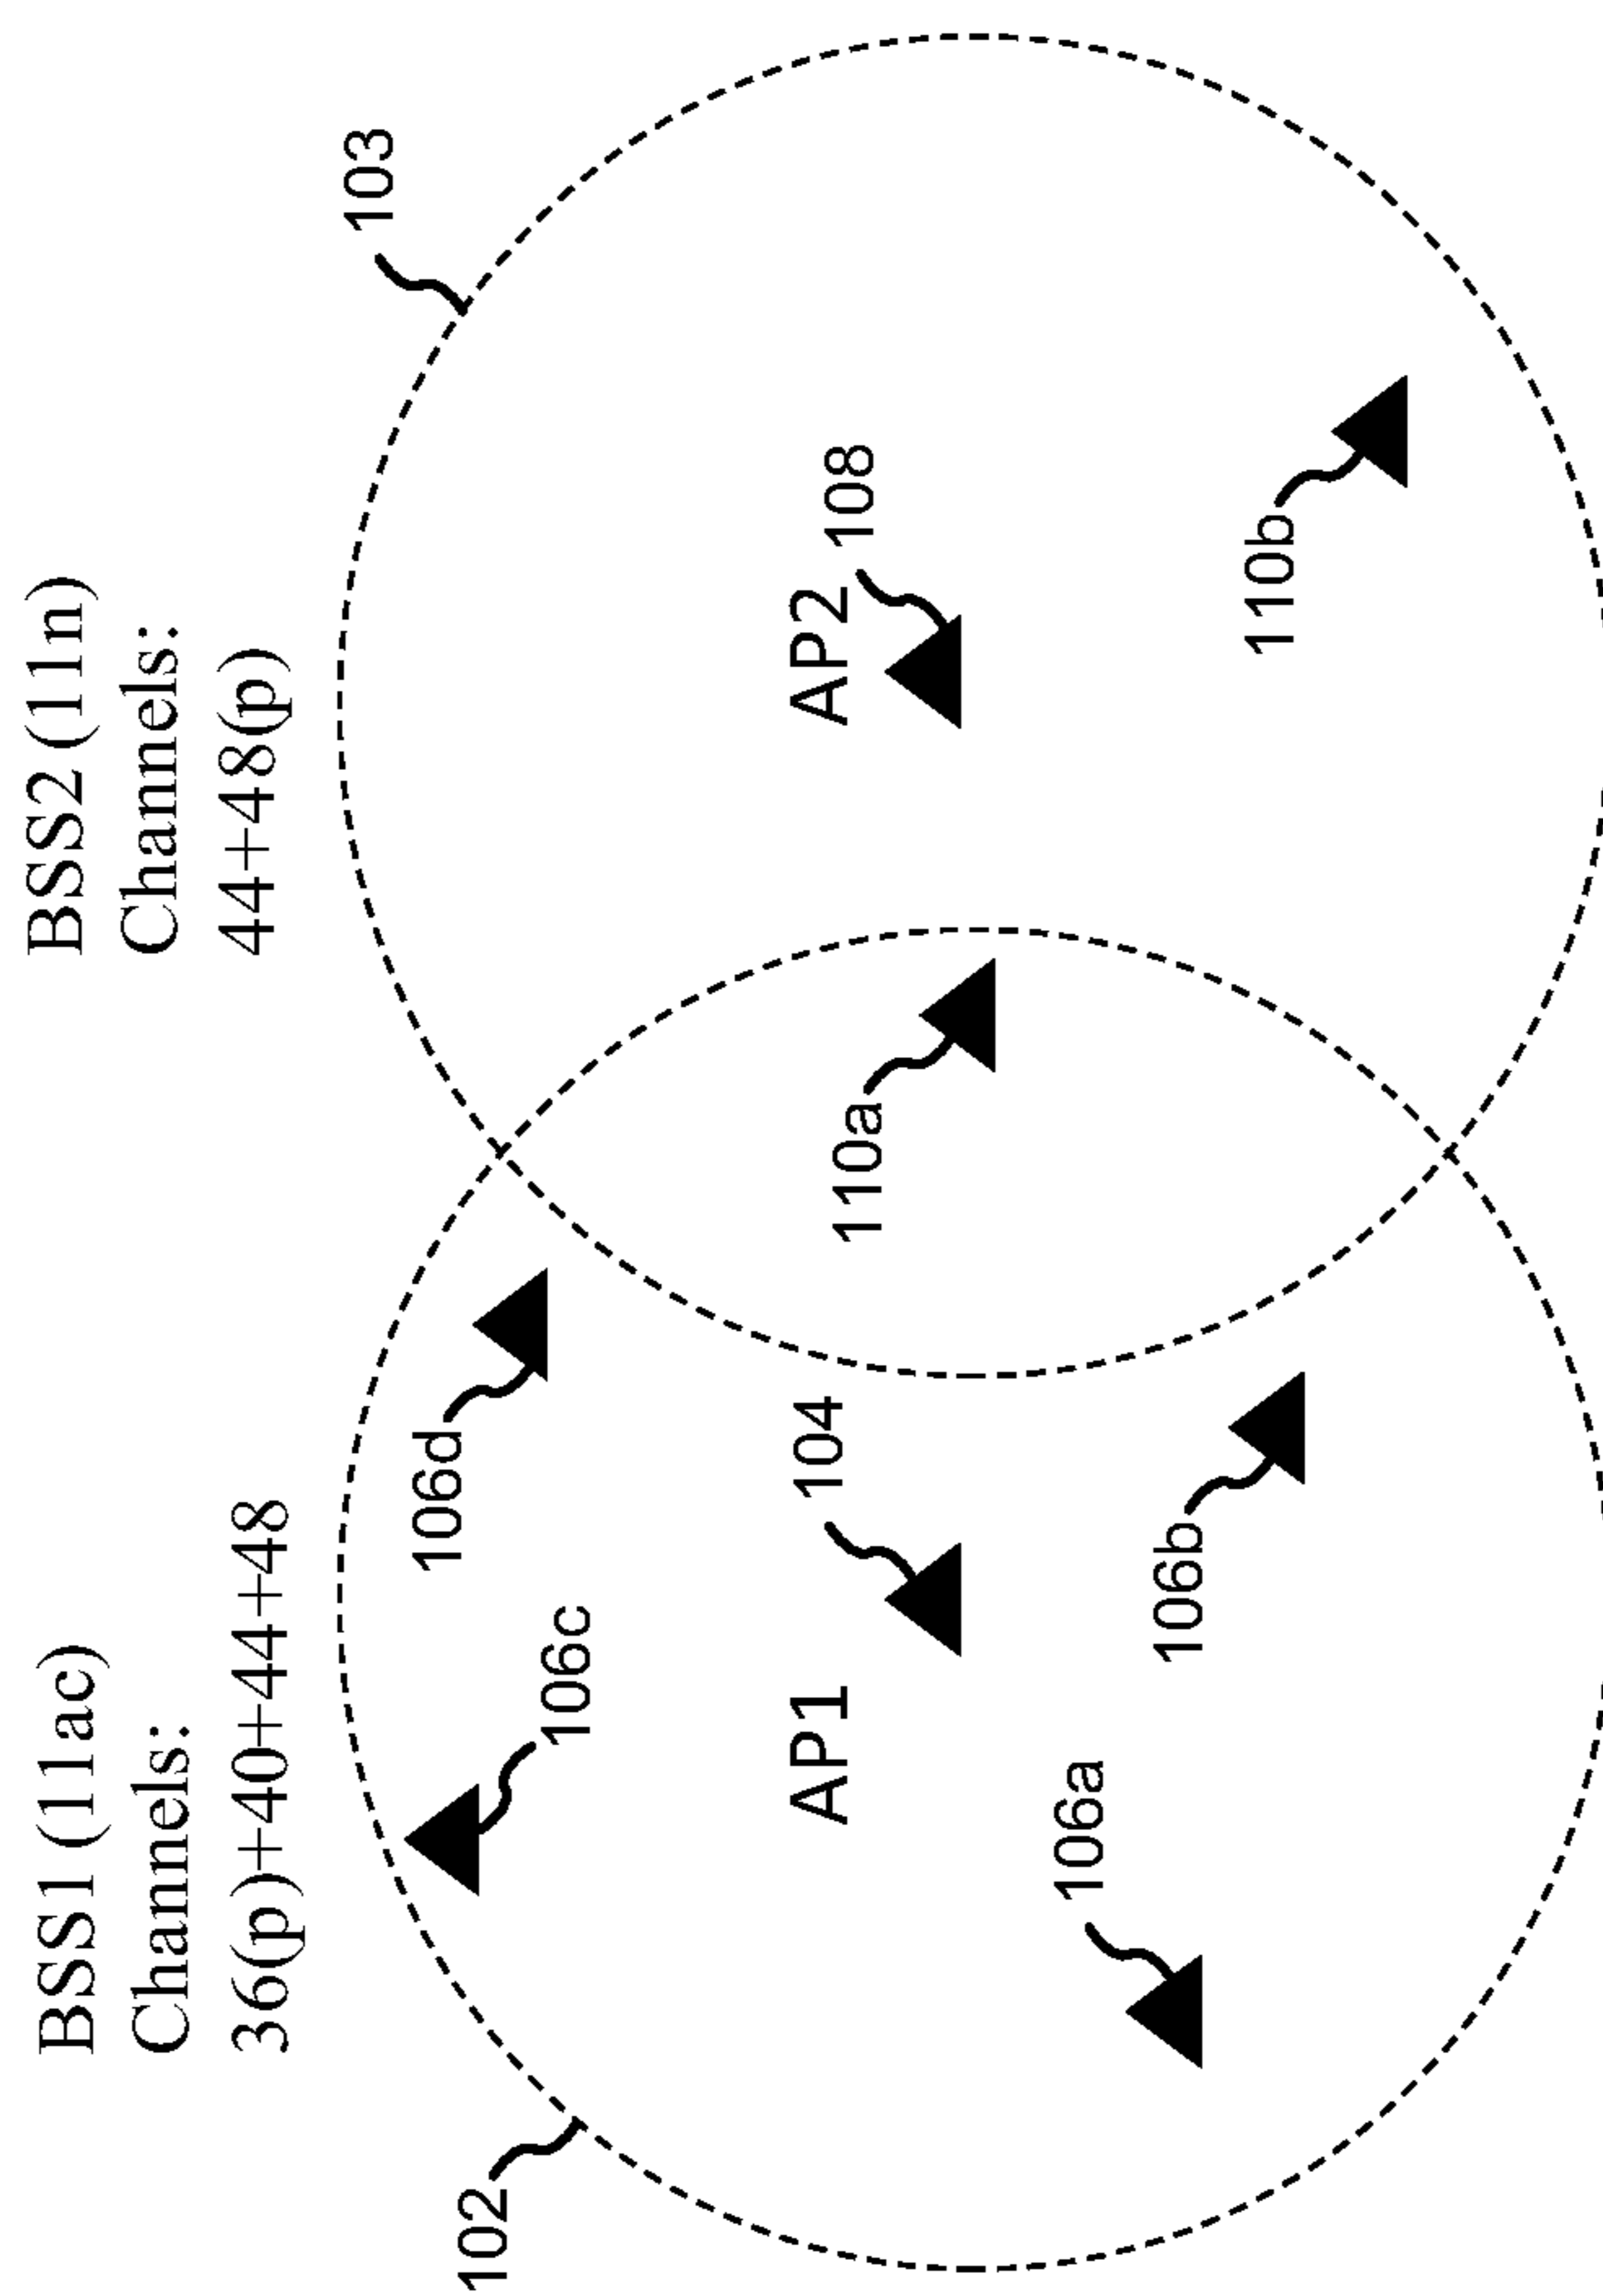 BSS1 (11ac)
Channels:
36(p)+40+44+48
BSS2 (11n)
Channels:
44+48(p)
102
103
106c
106d
AP1
104
AP2
108
110a
106a
106b
110b